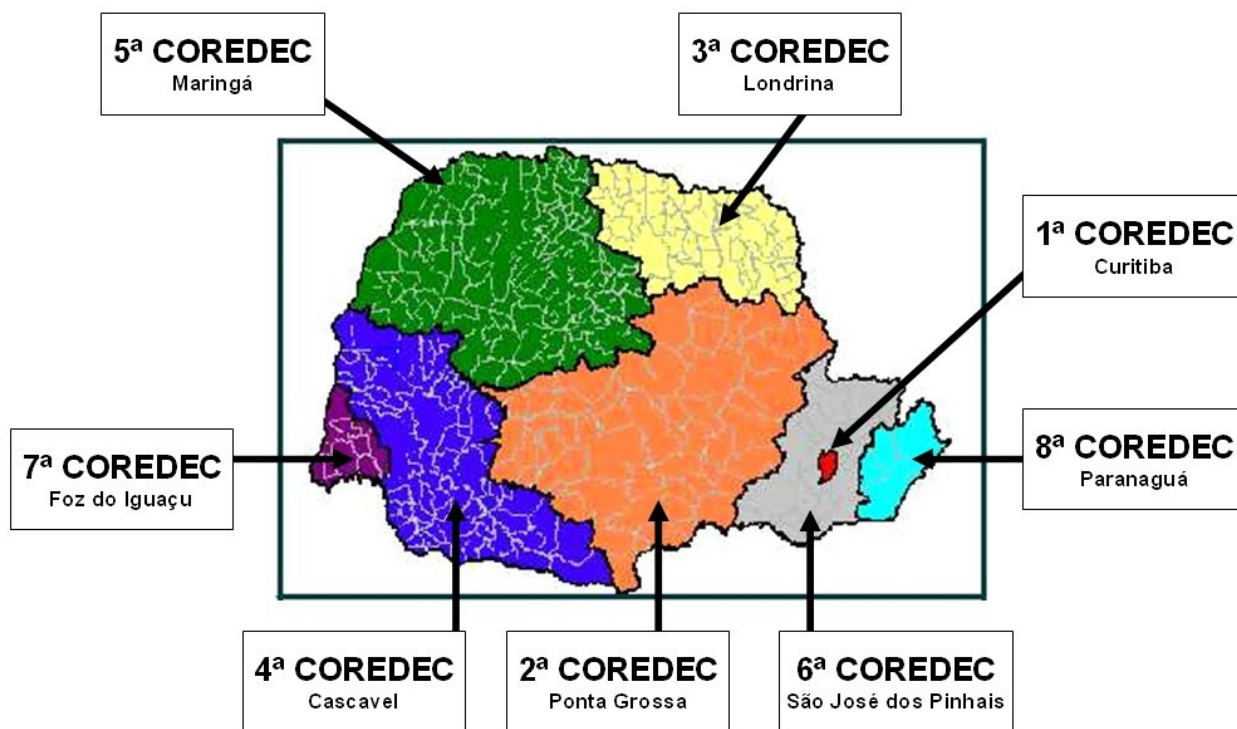 5ª COREDEC
Maringá
3ª COREDEC
Londrina
1ª COREDEC
Curitiba
7ª COREDEC
Foz do Iguaçu
8ª COREDEC
Paranaguá
4ª COREDEC
Cascavel
2ª COREDEC
Ponta Grossa
6ª COREDEC
São José dos Pinhais